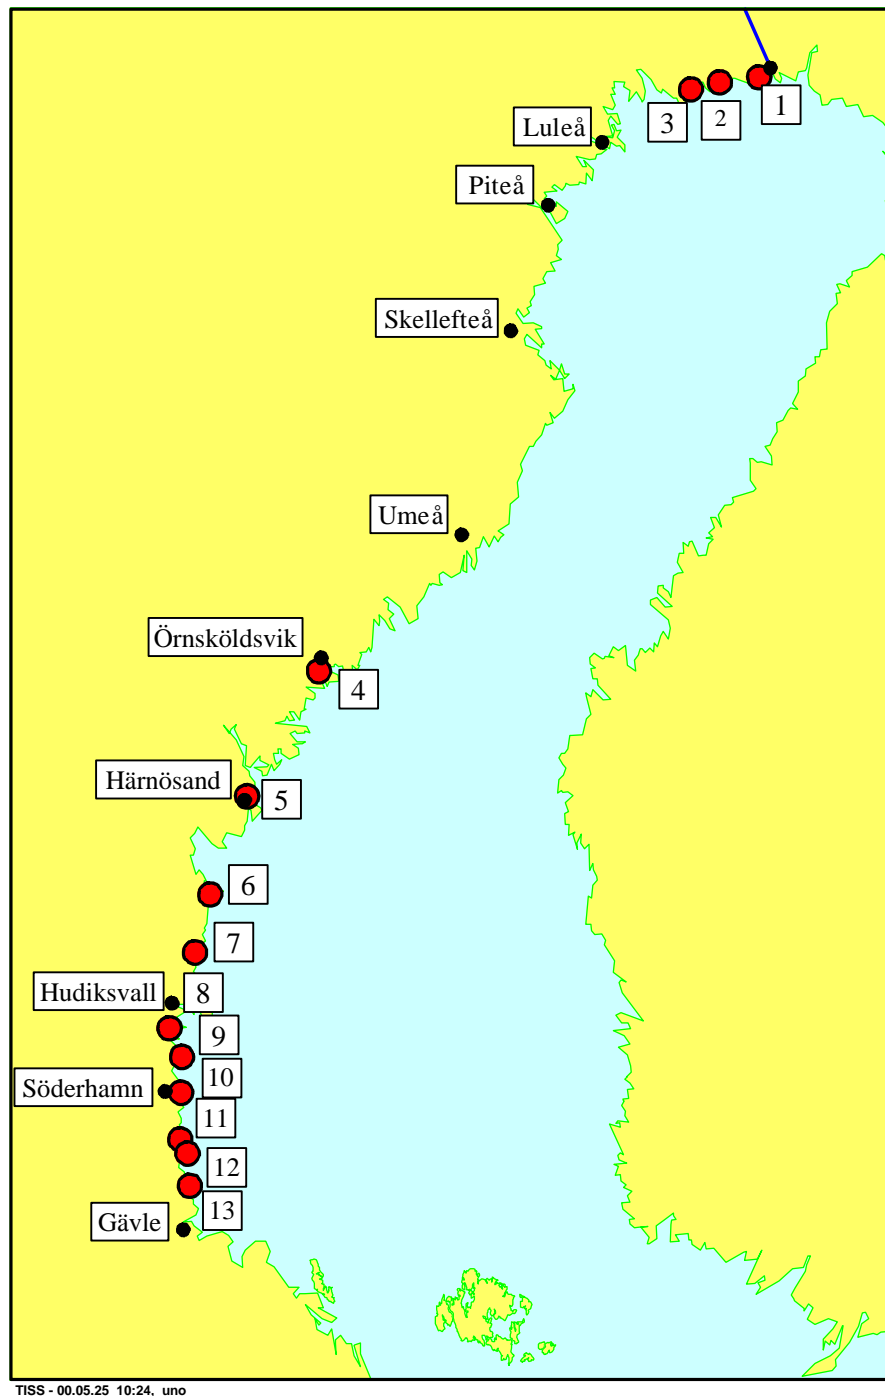 1
2
3
Luleå
Piteå
Skellefteå
Umeå
Örnsköldsvik
4
Härnösand
5
6
7
Hudiksvall
8
9
10
Söderhamn
11
12
13
Gävle
TISS - 00.05.25 10:24, uno